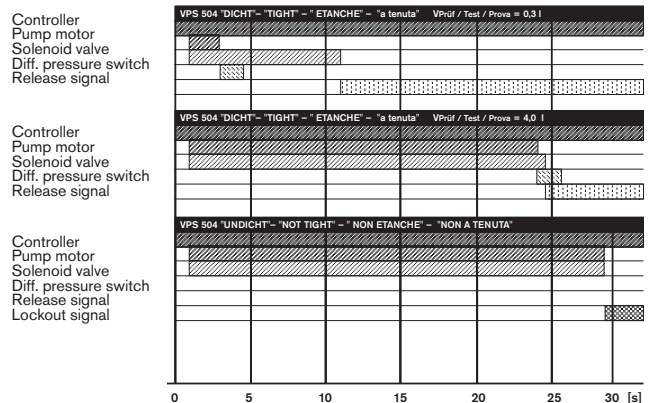 VPS 504 "DICHT"– "TIGHT" – " ETANCHE" – "a tenuta" VPrüf / Test / Prova = 0,3 l
Controller
Pump motor
Solenoid valve
Diff. pressure switch
Release signal
VPS 504 "DICHT"– "TIGHT" – " ETANCHE" – "a tenuta" VPrüf / Test / Prova = 4,0 l
Controller
Pump motor
Solenoid valve
Diff. pressure switch
Release signal
VPS 504 "UNDICHT"– "NOT TIGHT" – " NON ETANCHE" – "NON A TENUTA"
Controller
Pump motor
Solenoid valve
Diff. pressure switch
Release signal
Lockout signal
0 5 10 15 20 25 30 [s]